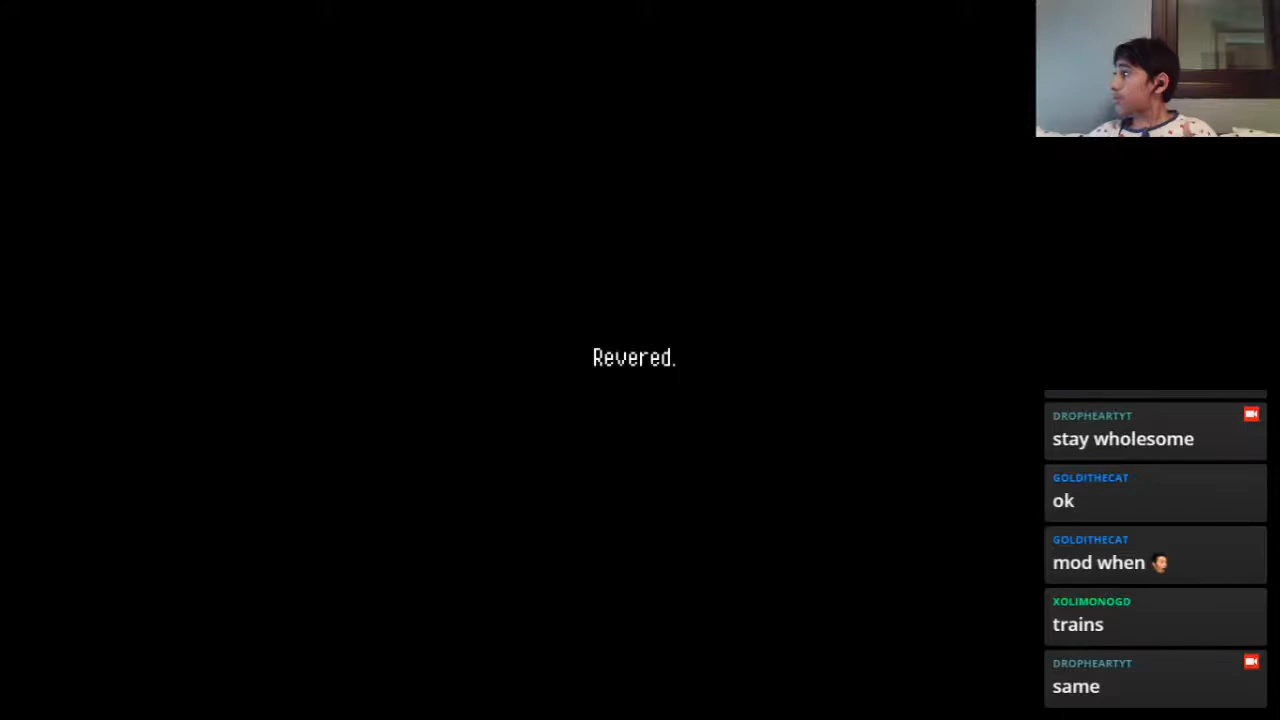 Revered.
DROPHEARTYT
stay wholesome
GOLDITHECAT
ok
GOLDITHECAT
mod when
XOLIMONOGD
trains
DROPHEARTYT
same